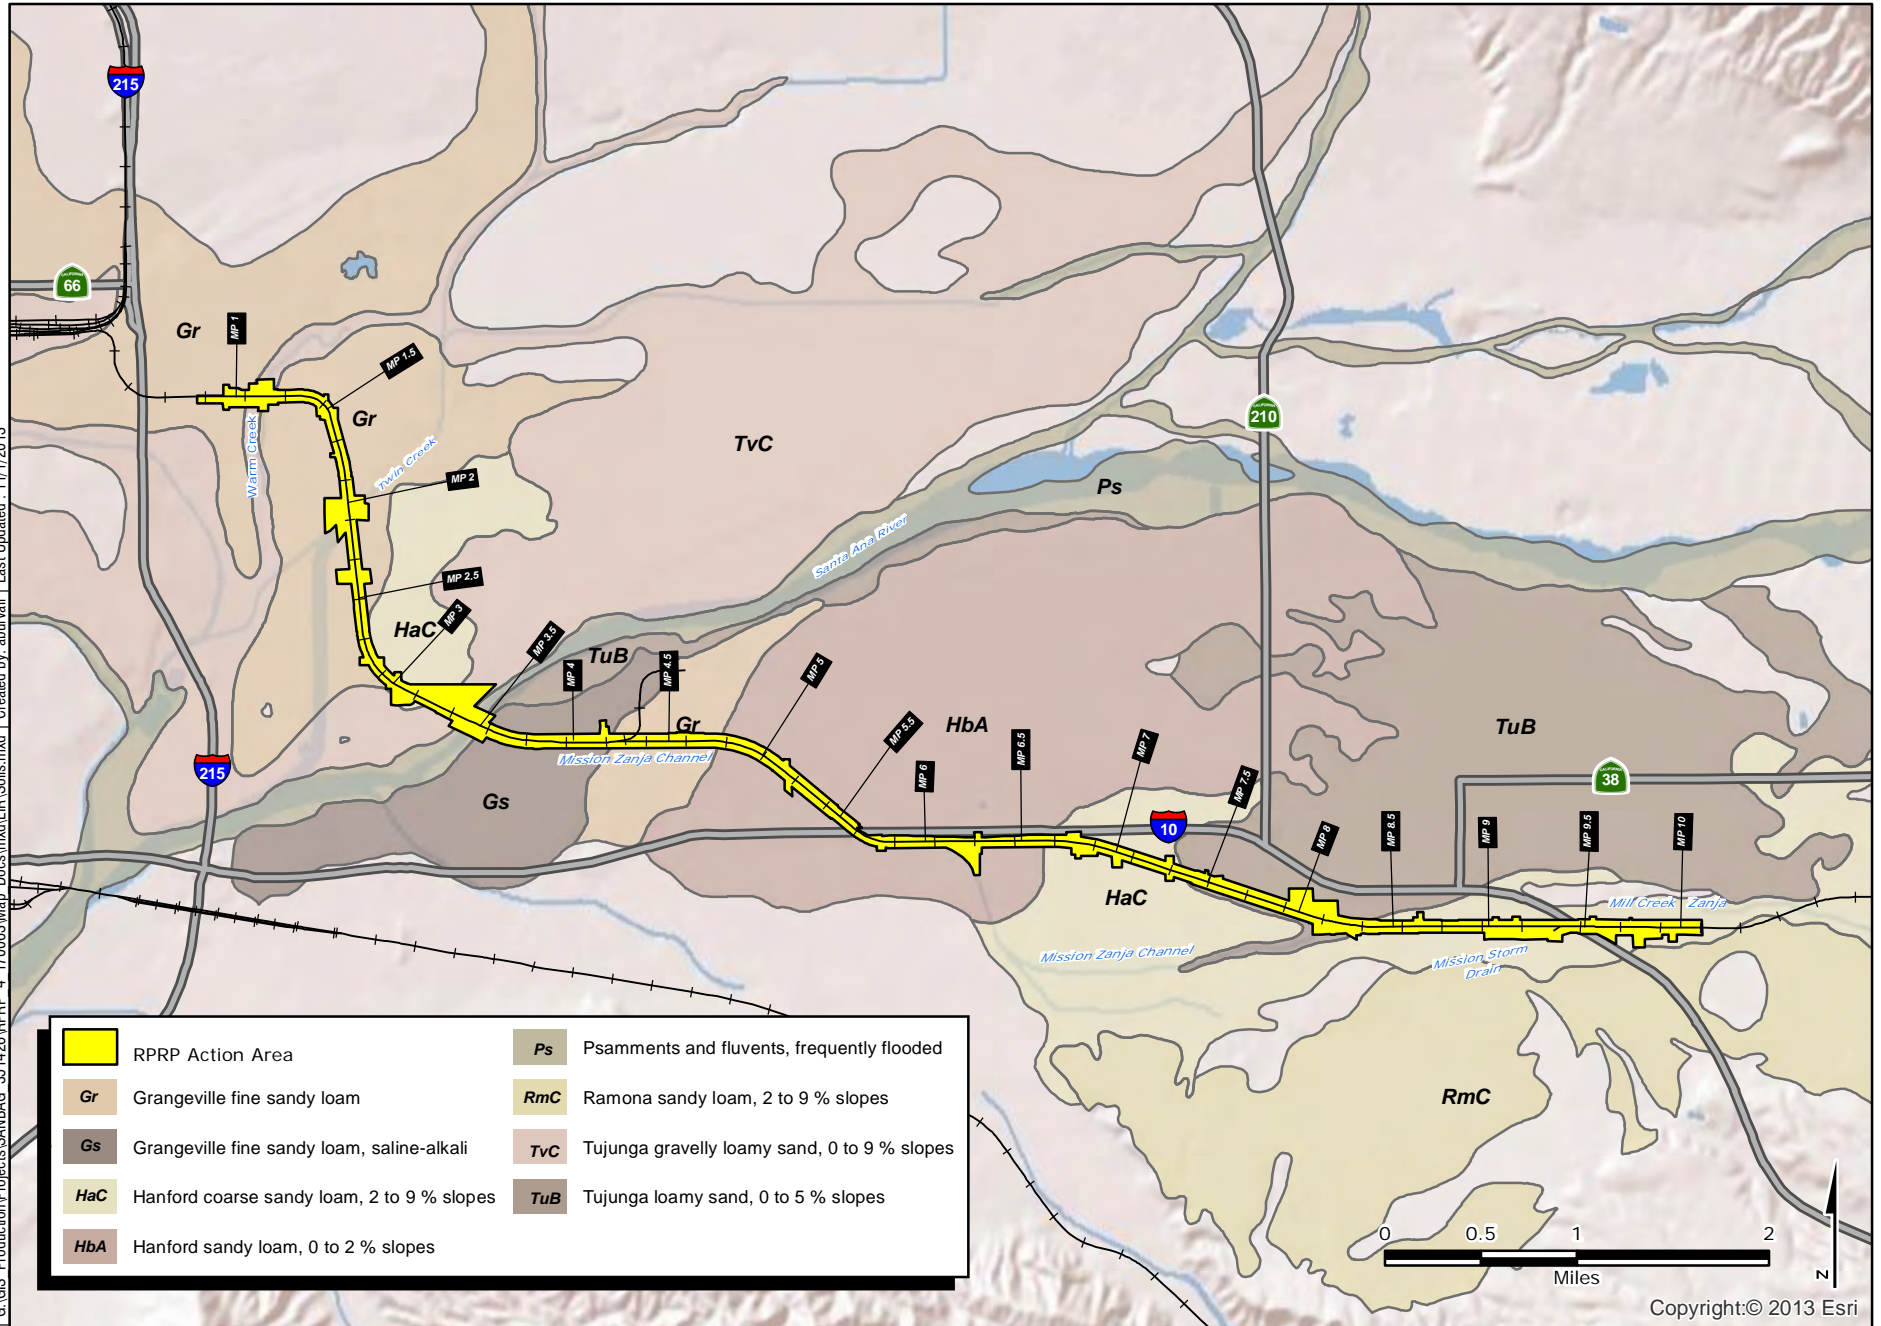 215
CALIFORNIA
66
Gr
MP 1
MP 1.5
Gr
Warm Creek
Twin Creek
MP 2
TvC
CALIFORNIA
210
Ps
Santa Ana River
MP 2.5
HaC
MP 3
MP 3.5
TuB
MP 4
MP 4.5
Gr
MP 5
Mission Zanja Channel
215
Gs
HbA
MP 5.5
MP 6
MP 6.5
MP 7
MP 7.5
TuB
CALIFORNIA
38
10
MP 8
MP 8.5
MP 9
MP 9.5
MP 10
HaC
Mill Creek Zanja
Mission Zanja Channel
Mission Storm
Drain
RmC
RPRP Action Area
Gr Grangeville fine sandy loam
Gs Grangeville fine sandy loam, saline-alkali
HaC Hanford coarse sandy loam, 2 to 9 % slopes
HbA Hanford sandy loam, 0 to 2 % slopes
Ps Psamments and fluvents, frequently flooded
RmC Ramona sandy loam, 2 to 9 % slopes
TvC Tujunga gravelly loamy sand, 0 to 9 % slopes
TuB Tujunga loamy sand, 0 to 5 % slopes
0 0.5 1 2
Miles
N
Copyright:© 2013 Esri